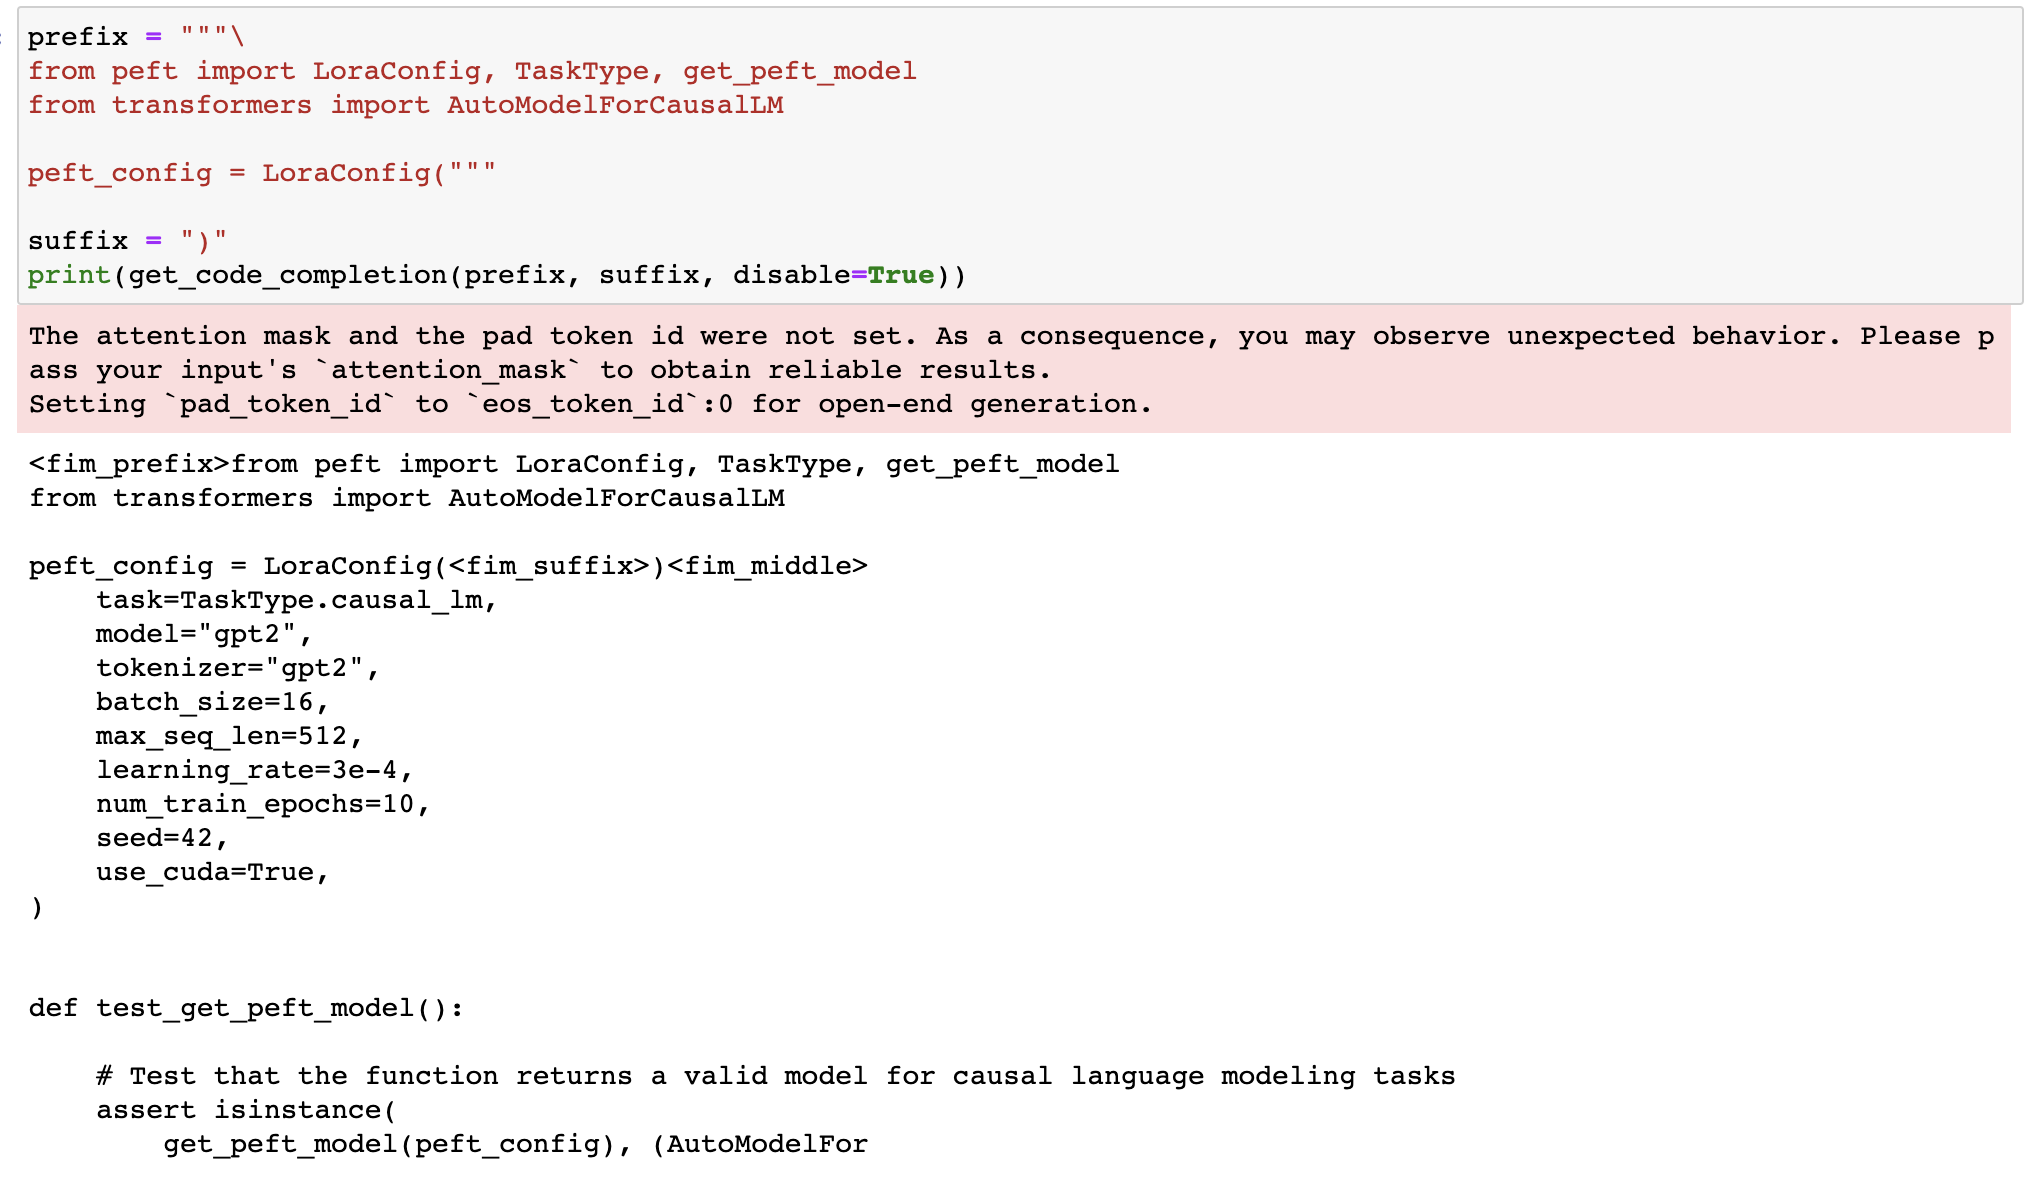 prefix = """\
from peft import LoraConfig, TaskType, get_peft_model
from transformers import AutoModelForCausalLM

peft_config = LoraConfig("""

suffix = ")"
print(get_code_completion(prefix, suffix, disable=True))
The attention mask and the pad token id were not set. As a consequence, you may observe unexpected behavior. Please p
ass your input's `attention_mask` to obtain reliable results.
Setting `pad_token_id` to `eos_token_id`:0 for open-end generation.
<fim_prefix>from peft import LoraConfig, TaskType, get_peft_model
from transformers import AutoModelForCausalLM

peft_config = LoraConfig(<fim_suffix>)<fim_middle>
    task=TaskType.causal_lm,
    model="gpt2",
    tokenizer="gpt2",
    batch_size=16,
    max_seq_len=512,
    learning_rate=3e-4,
    num_train_epochs=10,
    seed=42,
    use_cuda=True,
)


def test_get_peft_model():

    # Test that the function returns a valid model for causal language modeling tasks
    assert isinstance(
        get_peft_model(peft_config), (AutoModelFor